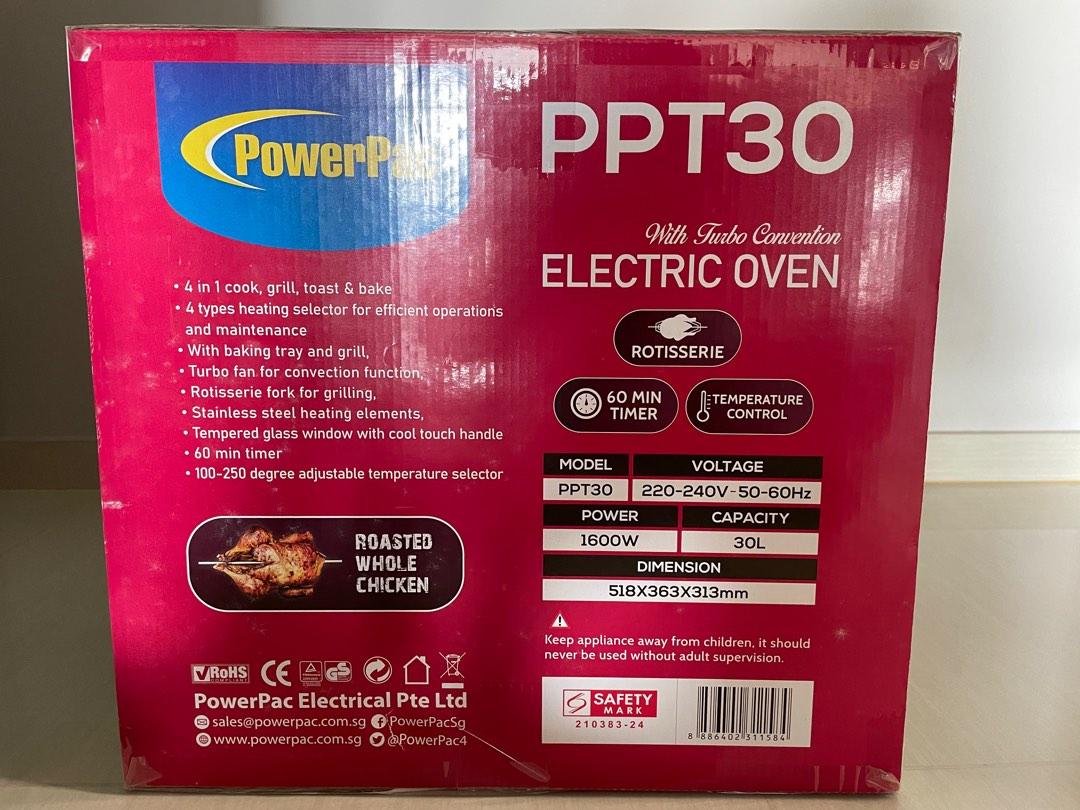 PowerPac
PPT30
With Turbo Convention
ELECTRIC OVEN
• 4 in 1 cook, grill, toast & bake
• 4 types heating selector for efficient operations
and maintenance
• With baking tray and grill,
• Turbo fan for convection function,
• Rotisserie fork for grilling,
• Stainless steel heating elements,
• Tempered glass window with cool touch handle
• 60 min timer
• 100-250 degree adjustable temperature selector
ROTISSERIE
60 MIN
TIMER
TEMPERATURE
CONTROL
MODEL VOLTAGE
PPT30 220-240V~50-60Hz
POWER CAPACITY
1600W 30L
DIMENSION
518X363X313mm
ROASTED
WHOLE
CHICKEN
Keep appliance away from children, it should
never be used without adult supervision.
RoHS
COMPLIANT
CE
GS
PowerPac Electrical Pte Ltd
sales@powerpac.com.sg PowerPacSg
www.powerpac.com.sg @PowerPac4
SAFETY
MARK
210383-24
8 886402 311584